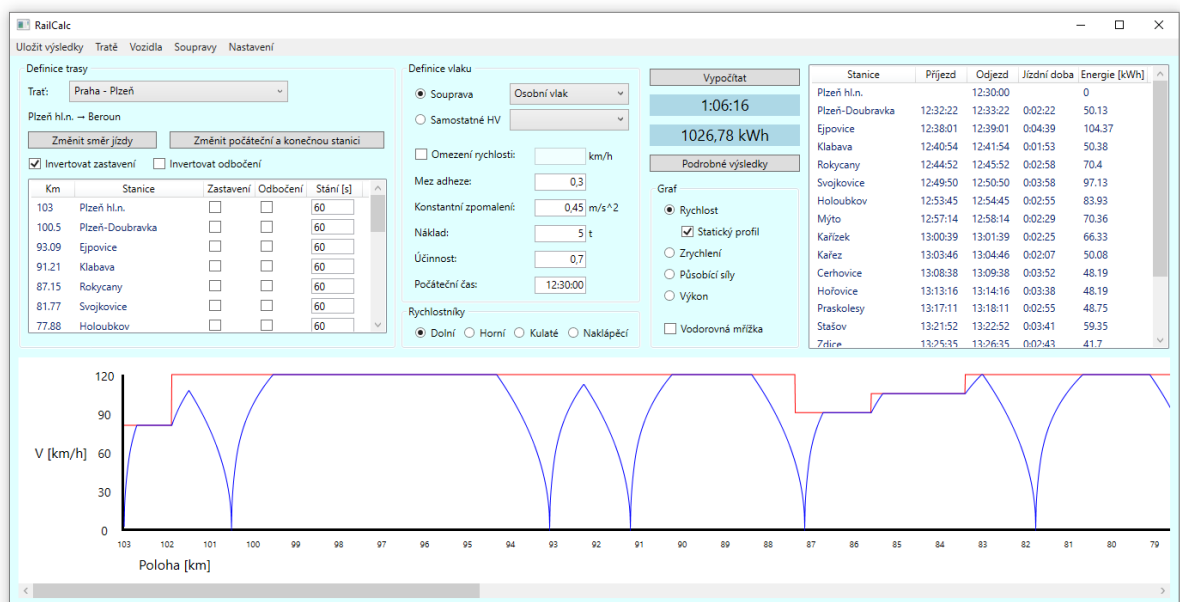 RailCalc
Uložit výsledky Tratě Vozidla Soupravy Nastavení
Definice trasy
Trať: Praha - Plzeň
Plzeň hl.n. → Beroun
Změnit směr jízdy Změnit počáteční a konečnou stanici
Invertovat zastavení Invertovat odbočení
Km Stanice Zastavení Odbočení Stání [s]
103 Plzeň hl.n. 60
100.5 Plzeň-Doubravka 60
93.09 Ejpovice 60
91.21 Klabava 60
87.15 Rokycany 60
81.77 Svojkovice 60
77.88 Holoubkov 60
Definice vlaku
Souprava Osobní vlak
Samostatné HV
Omezení rychlosti: km/h
Mez adheze: 0,3
Konstantní zpomalení: 0,45 m/s^2
Náklad: 5 t
Účinnost: 0,7
Počáteční čas: 12:30:00
Rychlostníky
Dolní Horní Kulaté Naklápěcí
Vypočítat
1:06:16
1026,78 kWh
Podrobné výsledky
Graf
Rychlost
Statický profil
Zrychlení
Působící síly
Výkon
Vodorovná mřížka
Stanice Příjezd Odjezd Jízdní doba Energie [kWh]
Plzeň hl.n. 12:30:00 0
Plzeň-Doubravka 12:32:22 12:33:22 0:02:22 50.13
Ejpovice 12:38:01 12:39:01 0:04:39 104.37
Klabava 12:40:54 12:41:54 0:01:53 50.38
Rokycany 12:44:52 12:45:52 0:02:58 70.4
Svojkovice 12:49:50 12:50:50 0:03:58 97.13
Holoubkov 12:53:45 12:54:45 0:02:55 83.93
Mýto 12:57:14 12:58:14 0:02:29 70.36
Kařízek 13:00:39 13:01:39 0:02:25 66.33
Kařez 13:03:46 13:04:46 0:02:07 50.08
Cerhovice 13:08:38 13:09:38 0:03:52 48.19
Hořovice 13:13:16 13:14:16 0:03:38 48.19
Praskolesy 13:17:11 13:18:11 0:02:55 48.75
Stašov 13:21:52 13:22:52 0:03:41 59.35
Zdice 13:25:35 13:26:35 0:02:43 41.7
120
90
V [km/h] 60
30
0
103 102 101 100 99 98 97 96 95 94 93 92 91 90 89 88 87 86 85 84 83 82 81 80 79
Poloha [km]